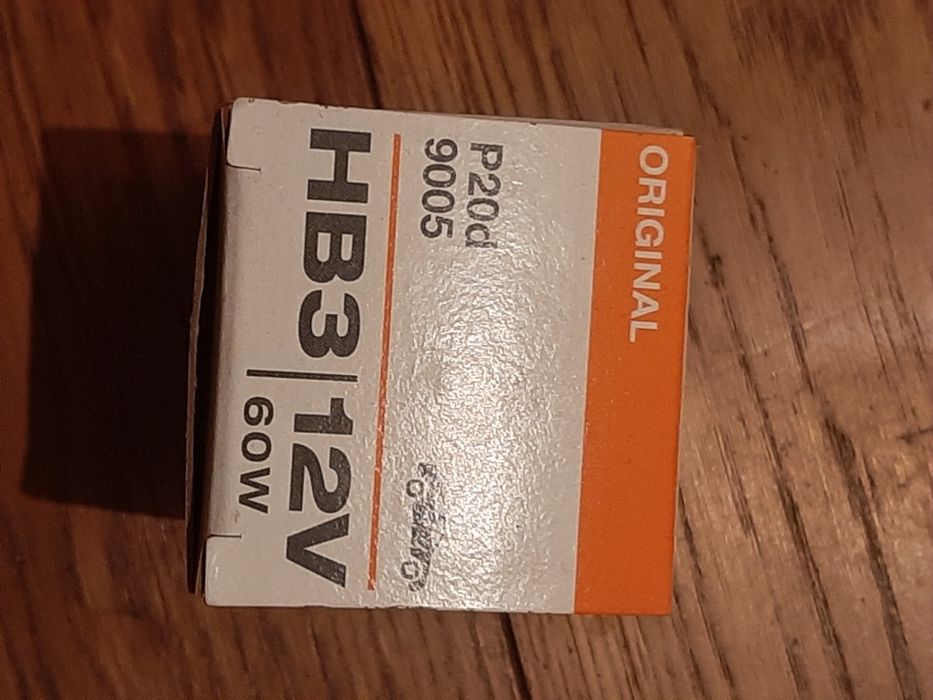 ORIGINAL
P20d
9005
HB3|12V
60W